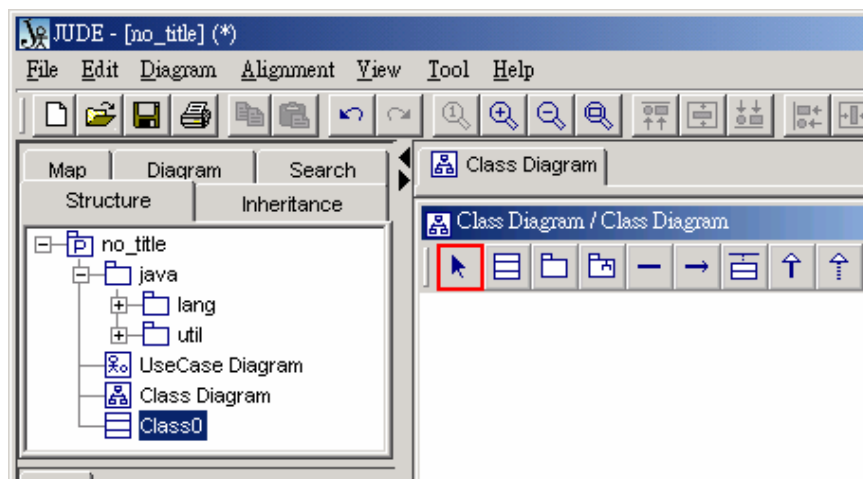 JUDE - [no_title] (*)
File Edit Diagram Alignment View Tool Help
Map Diagram Search
Structure Inheritance
no_title
java
lang
util
UseCase Diagram
Class Diagram
Class0
Class Diagram
Class Diagram / Class Diagram